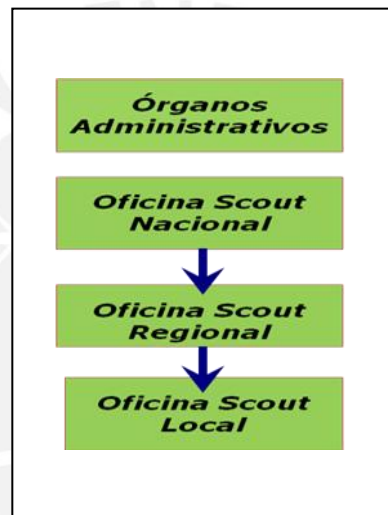 Órganos
Administrativos
Oficina Scout
Nacional
Oficina Scout
Regional
Oficina Scout
Local